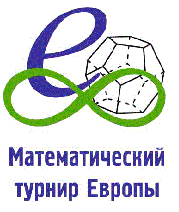 e
Математический
турнир Европы